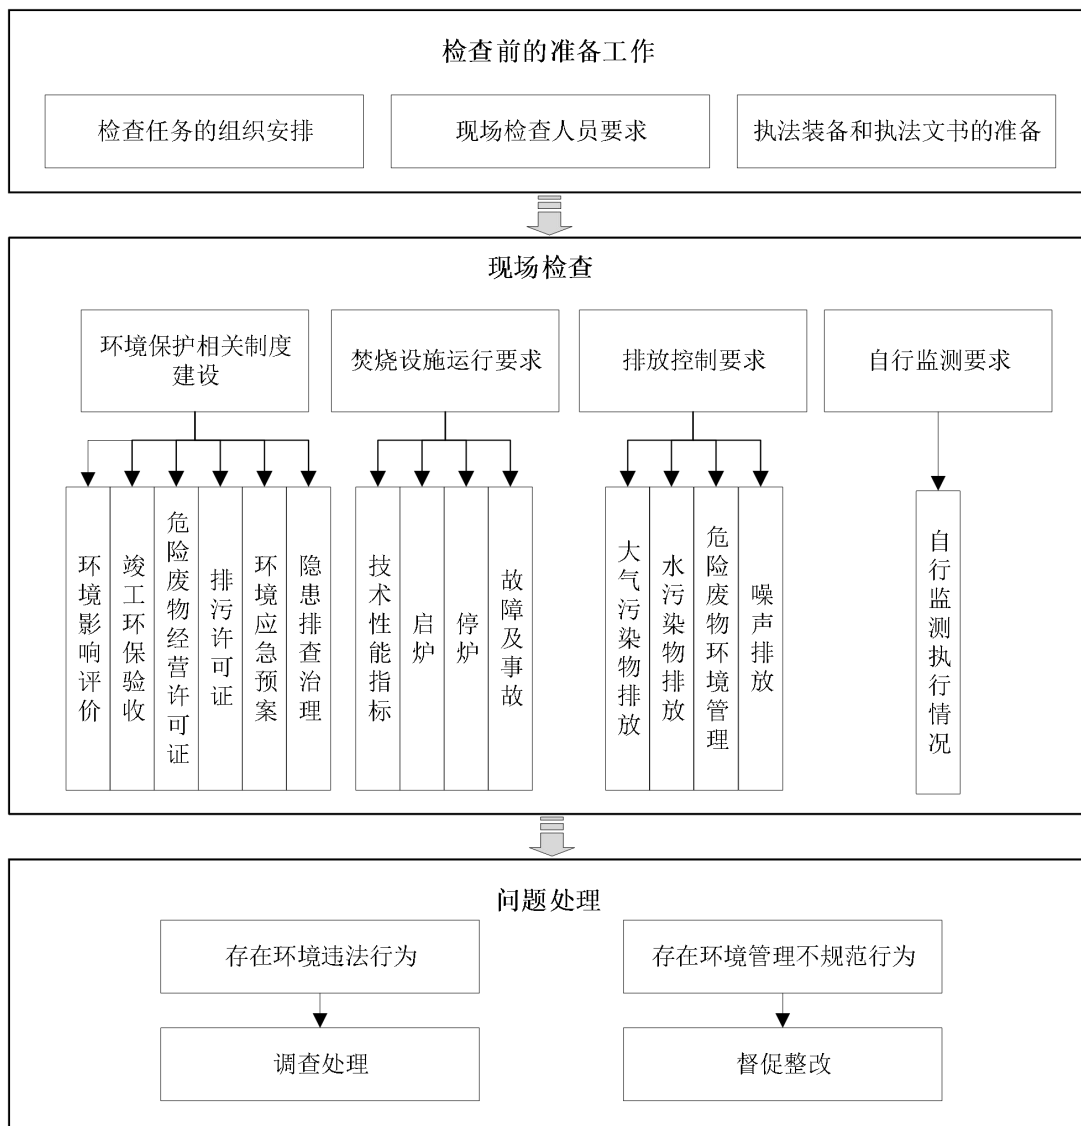 检查前的准备工作
检查任务的组织安排
现场检查人员要求
执法装备和执法文书的准备
现场检查
环境保护相关制度
建设
焚烧设施运行要求
排放控制要求
自行监测要求
环境影响评价
竣工环保验收
危险废物经营许可证
排污许可证
环境应急预案
隐患排查治理
技术性能指标
启炉
停炉
故障及事故
大气污染物排放
水污染物排放
危险废物环境管理
噪声排放
自行监测执行情况
问题处理
存在环境违法行为
存在环境管理不规范行为
调查处理
督促整改